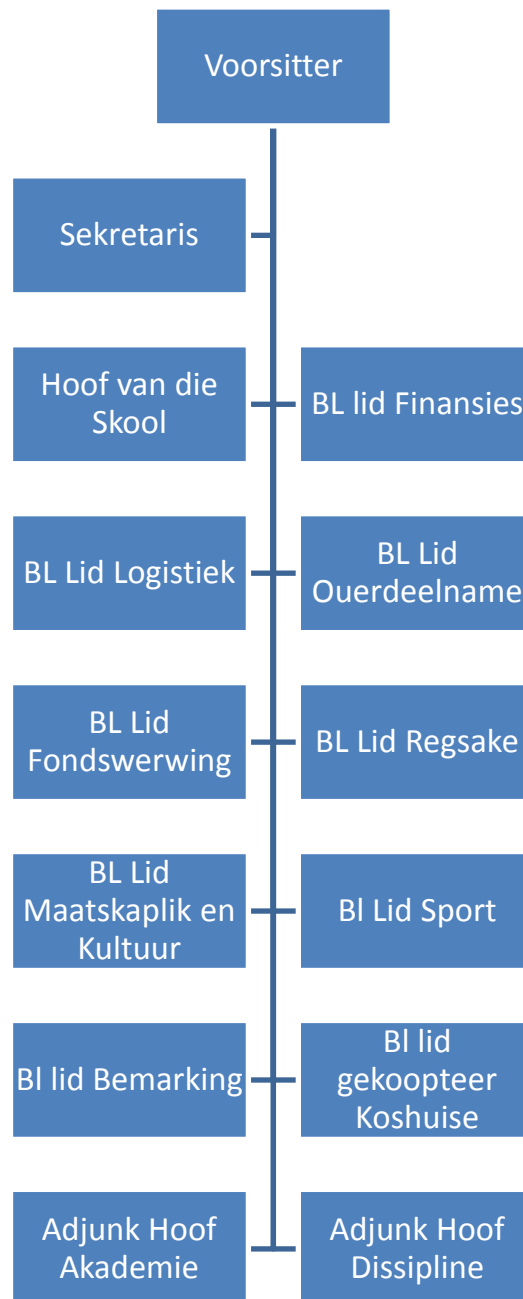 Voorsitter
Sekretaris
Hoof van die
Skool
BL lid Finansies
BL Lid Logistiek
BL Lid
Ouerdeelname
BL Lid
Fondswerwing
BL Lid Regsake
BL Lid
Maatskaplik en
Kultuur
Bl Lid Sport
Bl lid Bemarking
Bl lid
gekoopteer
Koshuise
Adjunk Hoof
Akademie
Adjunk Hoof
Dissipline